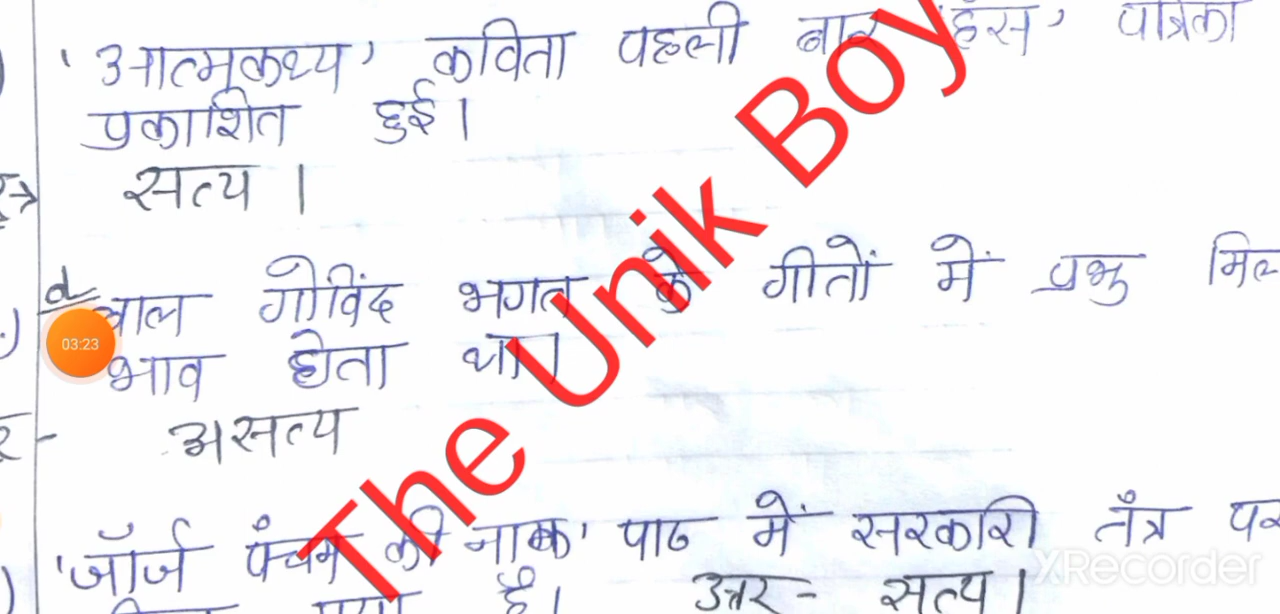 'आत्मकथ्य' कविता पहली बार 'हंस' पत्रिका
प्रकाशित हुई।
सत्य ।
बाल गोविंद भगत के गीतों में प्रभु मिल
03:23
भाव होता था।
असत्य
'जॉर्ज पंचम की नाक' पाठ में सरकारी तंत्र पर
गया है। उत्तर - सत्य।
The Unik Boy
XRecorder